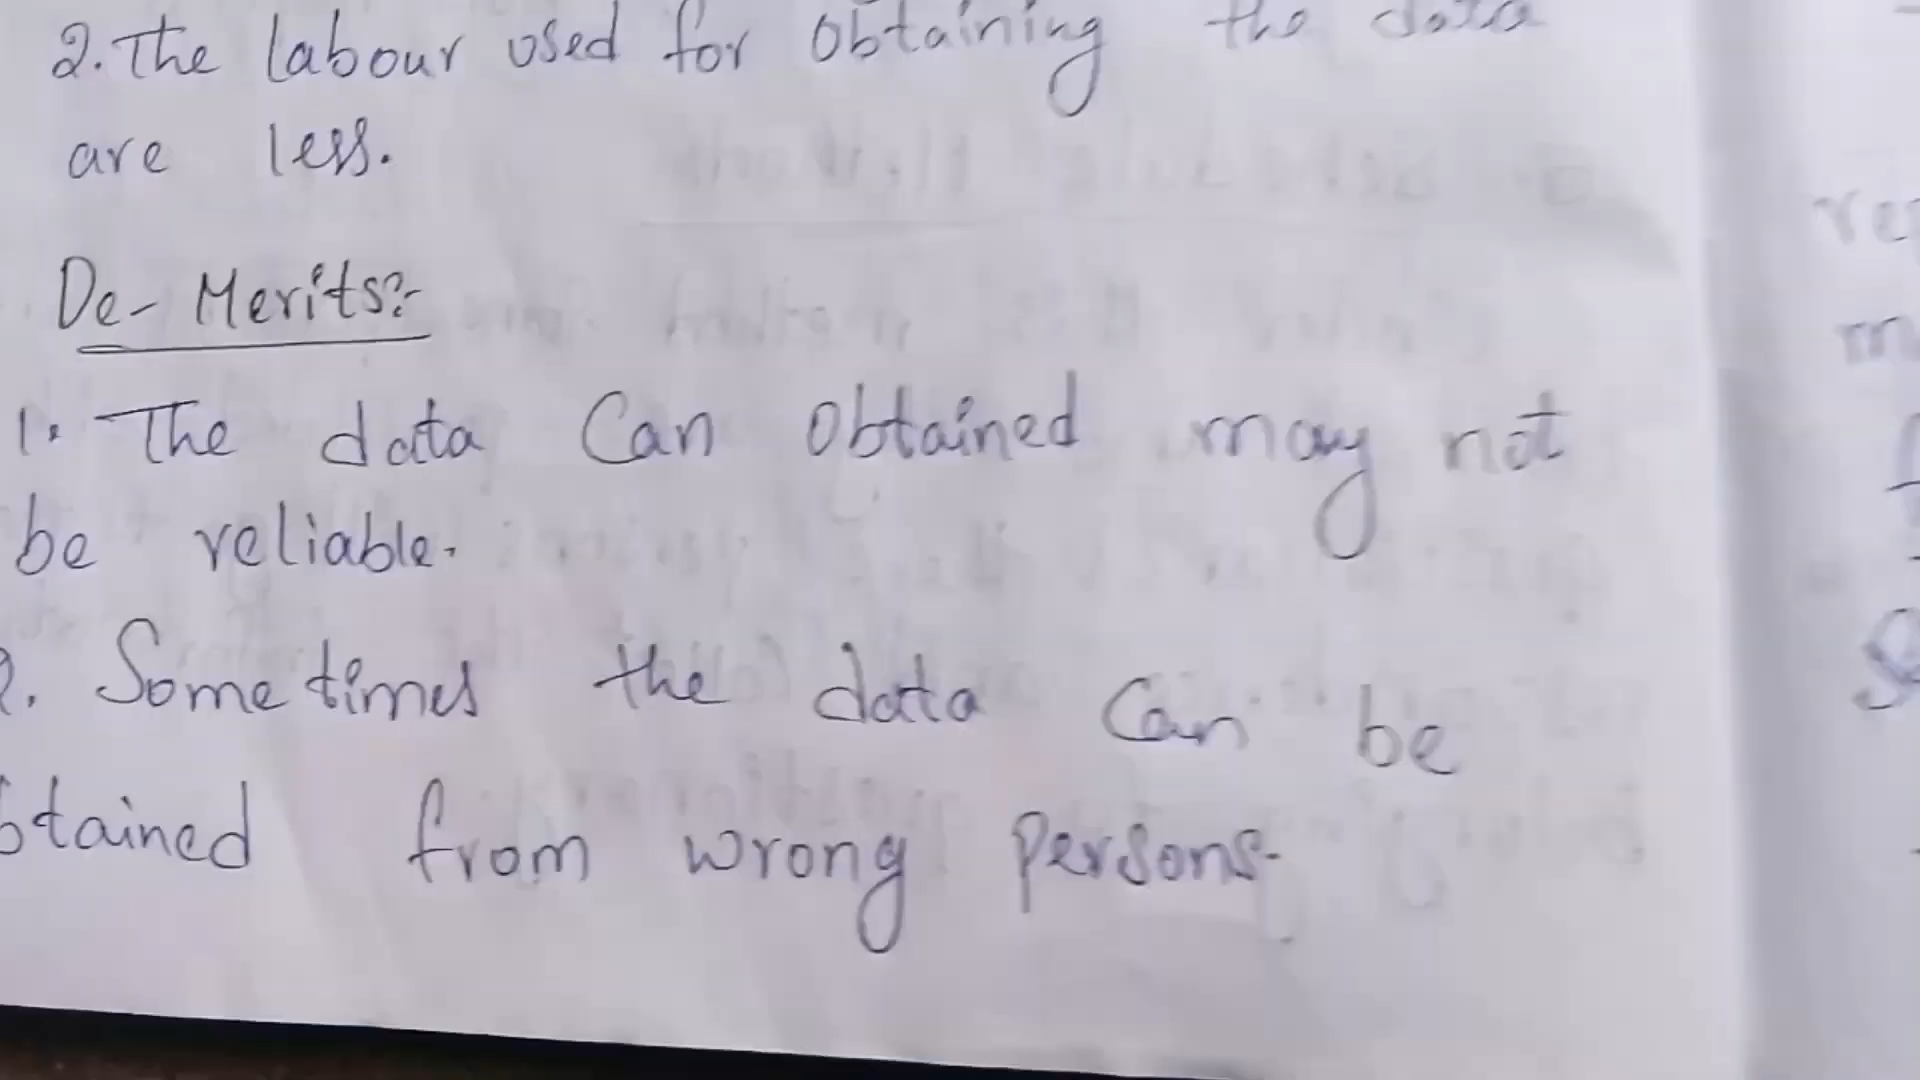 2. The labour used for obtaining the data
are less.
De-Merits:-
1. The data can obtained may not
be reliable.
2. Sometimes the data can be
btained from wrong persons.